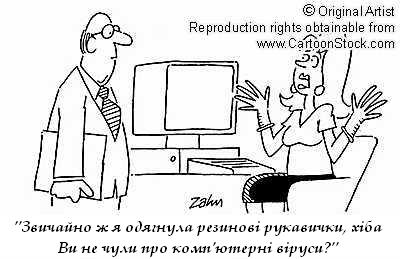 © Original Artist
Reproduction rights obtainable from
www.CartoonStock.com
Zahn
"Звичайно ж я одягнула резинові рукавички, хіба
Ви не чули про комп'ютерні віруси?"